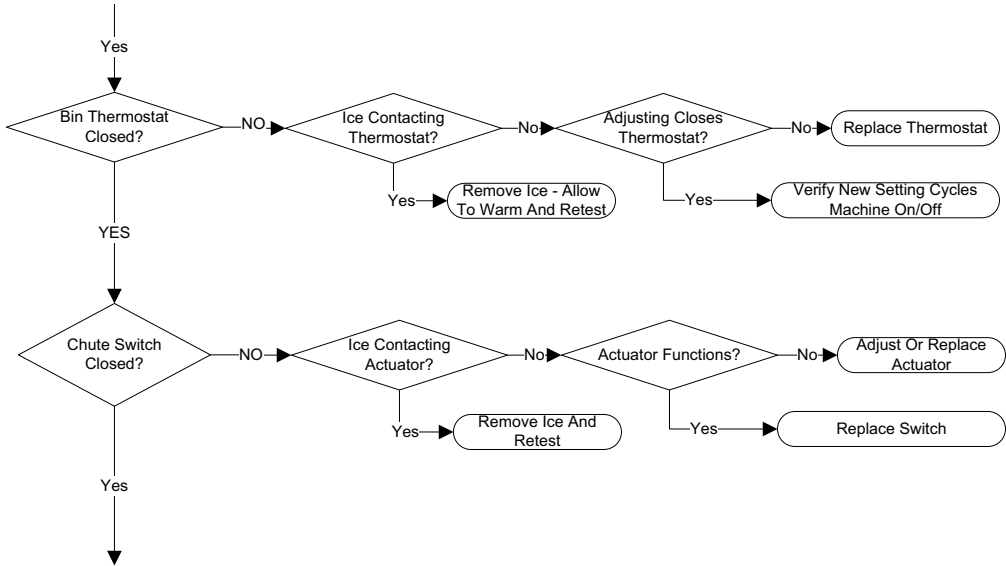 Yes
Bin Thermostat
Closed?
NO
Ice Contacting
Thermostat?
No
Adjusting Closes
Thermostat?
No
Replace Thermostat
Yes
Remove Ice - Allow
To Warm And Retest
Yes
Verify New Setting Cycles
Machine On/Off
YES
Chute Switch
Closed?
NO
Ice Contacting
Actuator?
No
Actuator Functions?
No
Adjust Or Replace
Actuator
Yes
Remove Ice And
Retest
Yes
Replace Switch
Yes